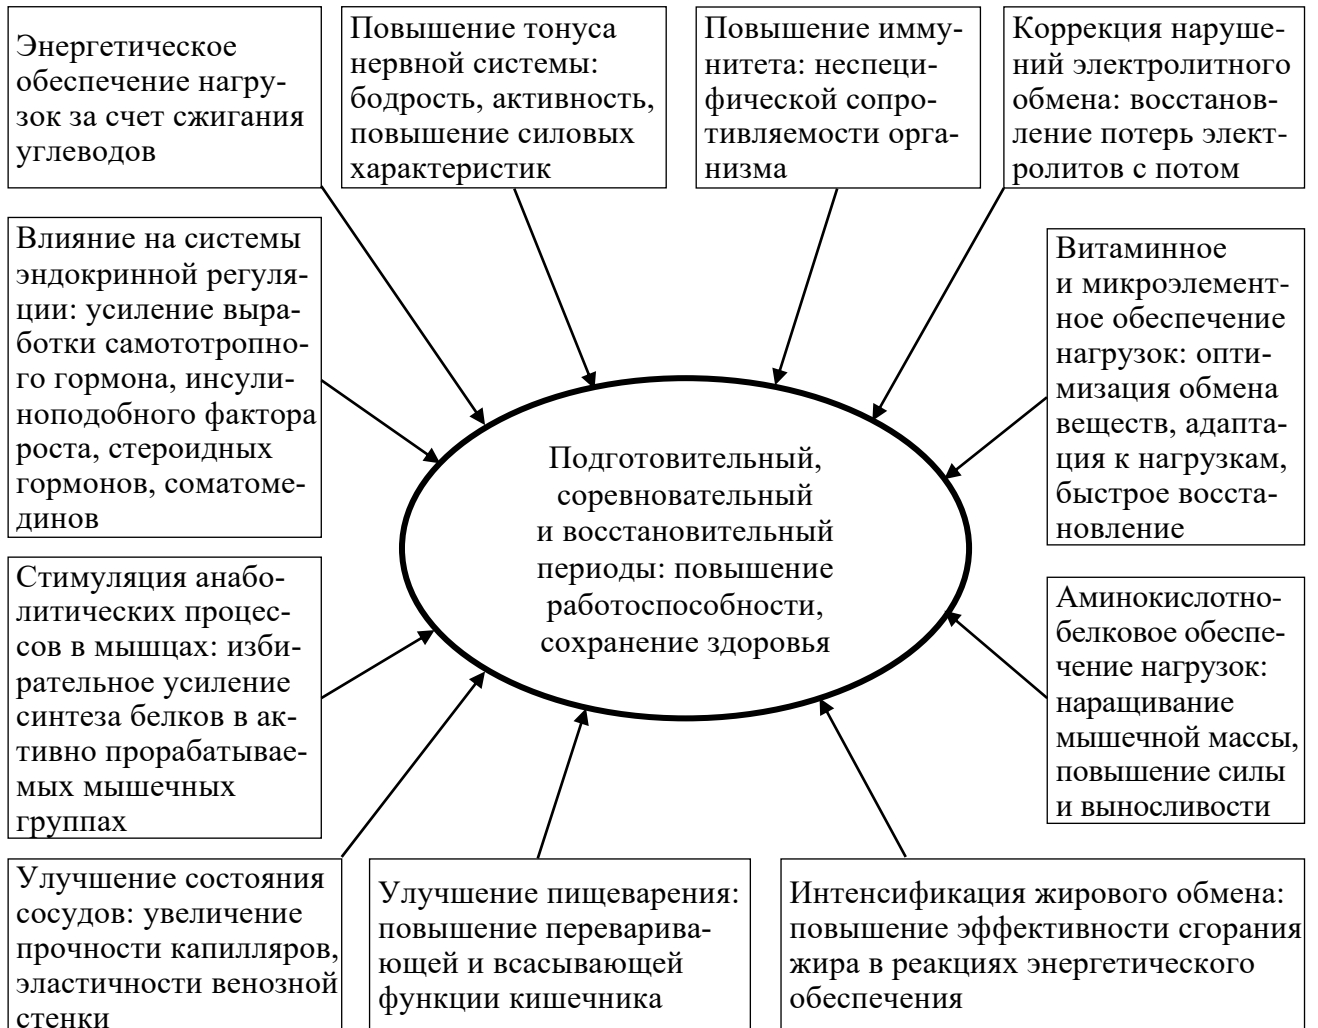 Энергетическое
обеспечение нагру-
зок за счет сжигания
углеводов
Повышение тонуса
нервной системы:
бодрость, активность,
повышение силовых
характеристик
Повышение имму-
нитета: неспеци-
фической сопро-
тивляемости орга-
низма
Коррекция наруше-
ний электролитного
обмена: восстанов-
ление потерь элект-
ролитов с потом
Влияние на системы
эндокринной регуля-
ции: усиление выра-
ботки самототропно-
го гормона, инсули-
ноподобного фактора
роста, стероидных
гормонов, соматоме-
динов
Витаминное
и микроэлемент-
ное обеспечение
нагрузок: опти-
мизация обмена
веществ, адапта-
ция к нагрузкам,
быстрое восста-
новление
Подготовительный,
соревновательный
и восстановительный
периоды: повышение
работоспособности,
сохранение здоровья
Стимуляция анабо-
литических процес-
сов в мышцах: изби-
рательное усиление
синтеза белков в ак-
тивно прорабатывае-
мых мышечных
группах
Аминокислотно-
белковое обеспе-
чение нагрузок:
наращивание
мышечной массы,
повышение силы
и выносливости
Улучшение состояния
сосудов: увеличение
прочности капилляров,
эластичности венозной
стенки
Улучшение пищеварения:
повышение переварива-
ющей и всасывающей
функции кишечника
Интенсификация жирового обмена:
повышение эффективности сгорания
жира в реакциях энергетического
обеспечения